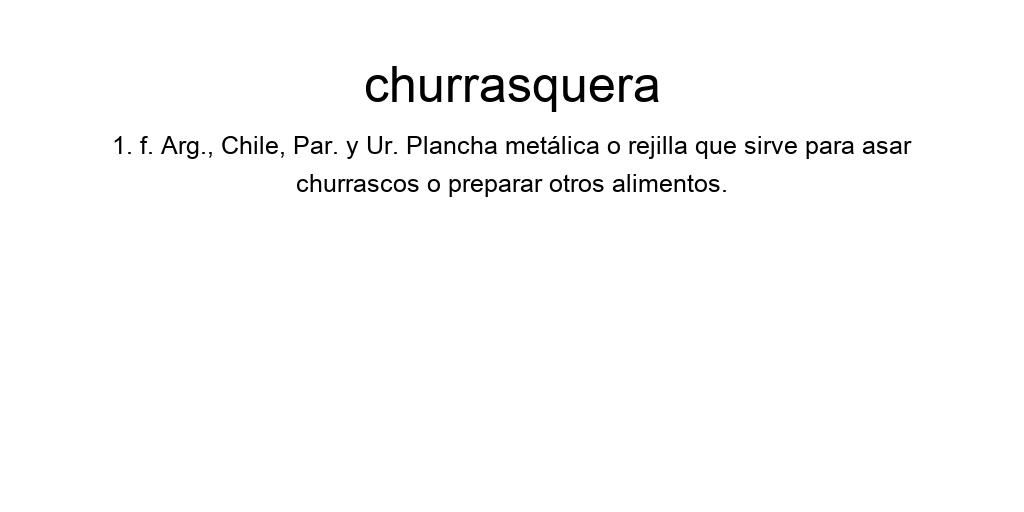 churrasquera
1. f. Arg., Chile, Par. y Ur. Plancha metálica o rejilla que sirve para asar
churrascos o preparar otros alimentos.